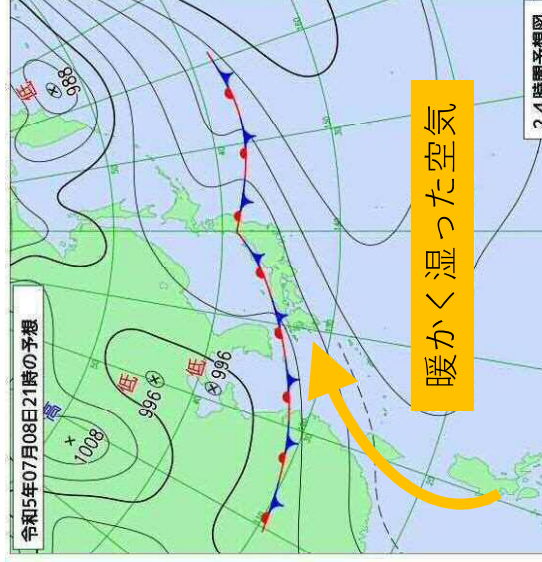 令和5年07月08日21時の予想
高
1008
低
996
低
996
低
988
暖かく湿った空気
24時間予想図